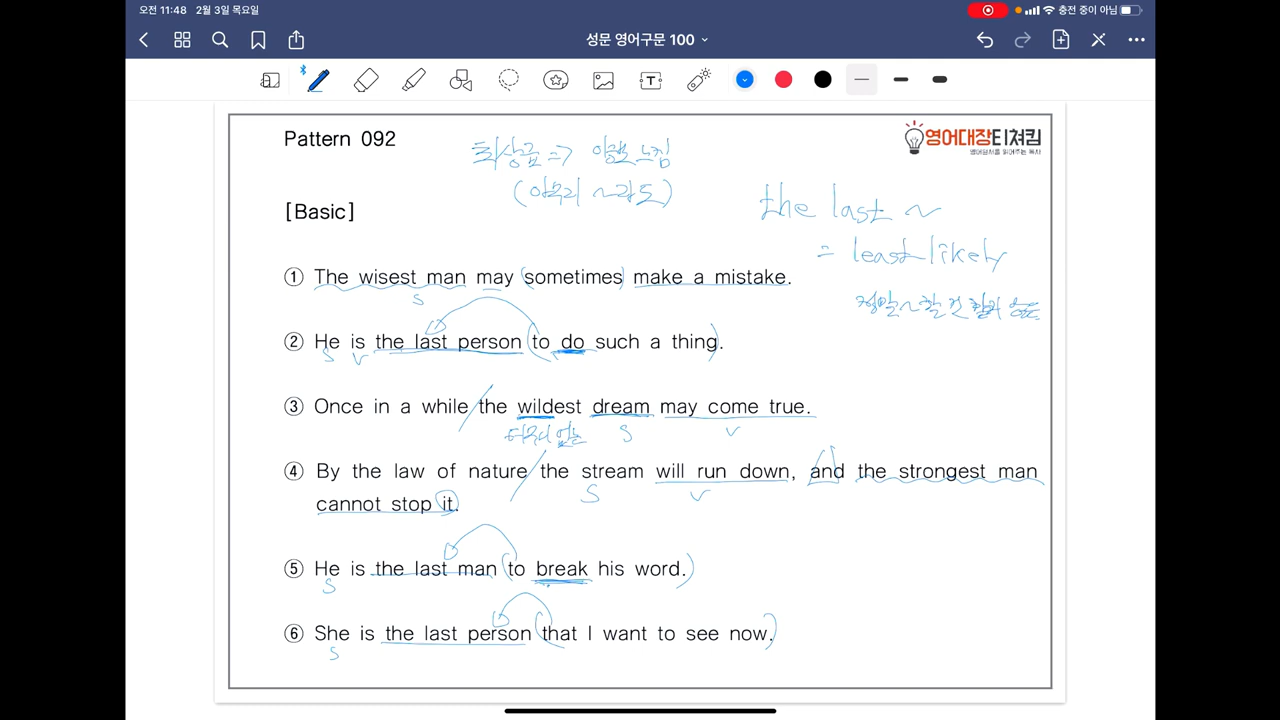 오전 11:48 2월 3일 목요일
충전 중이 아님
성문 영어구문 100
Pattern 092
영어대장티쳐킴
최상급 => 양보 느낌
(아무리 ~라도)
the last ~
[Basic]
= least likely
① The wisest man may (sometimes) make a mistake.
S
정말 ~할 것 같지 않은
② He is the last person (to do such a thing).
S V
③ Once in a while / the wildest dream may come true.
터무니 없는 S V
④ By the law of nature / the stream will run down, and the strongest man
S V
cannot stop it.
⑤ He is the last man (to break his word.)
S
⑥ She is the last person (that I want to see now.)
S